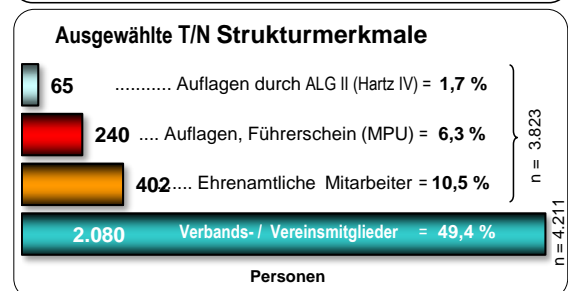 Ausgewählte T/N Strukturmerkmale
65 ........... Auflagen durch ALG II (Hartz IV) = 1,7 %
240 .... Auflagen, Führerschein (MPU) = 6,3 %
402 .... Ehrenamtliche Mitarbeiter = 10,5 %
n = 3.823
2.080 Verbands- / Vereinsmitglieder = 49,4 %
n = 4.211
Personen